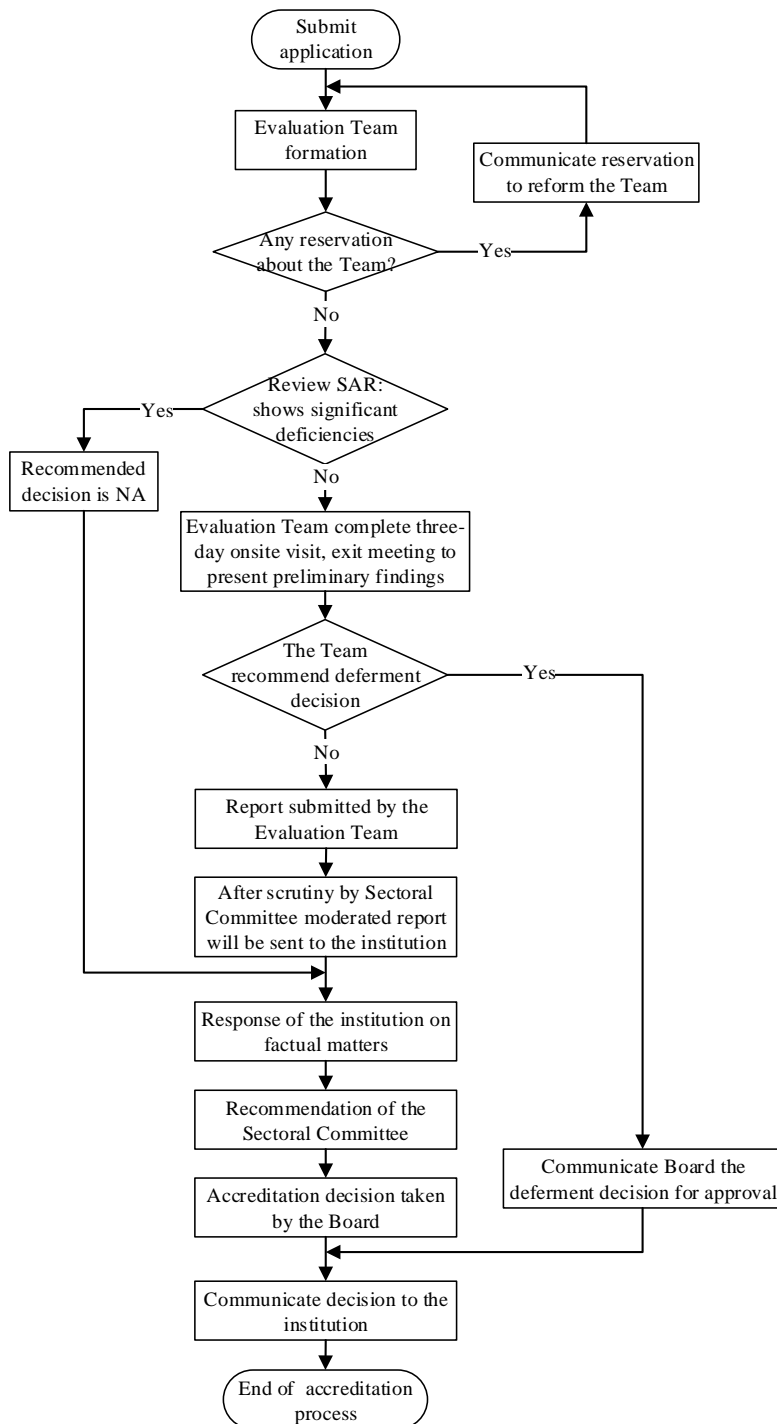 Submit
application
Evaluation Team
formation
Communicate reservation
to reform the Team
Any reservation
about the Team?
Yes
No
Review SAR:
shows significant
deficiencies
Yes
Recommended
decision is NA
No
Evaluation Team complete three-
day onsite visit, exit meeting to
present preliminary findings
The Team
recommend deferment
decision
Yes
No
Report submitted by the
Evaluation Team
After scrutiny by Sectoral
Committee moderated report
will be sent to the institution
Response of the institution on
factual matters
Recommendation of the
Sectoral Committee
Communicate Board the
deferment decision for approval
Accreditation decision taken
by the Board
Communicate decision to the
institution
End of accreditation
process